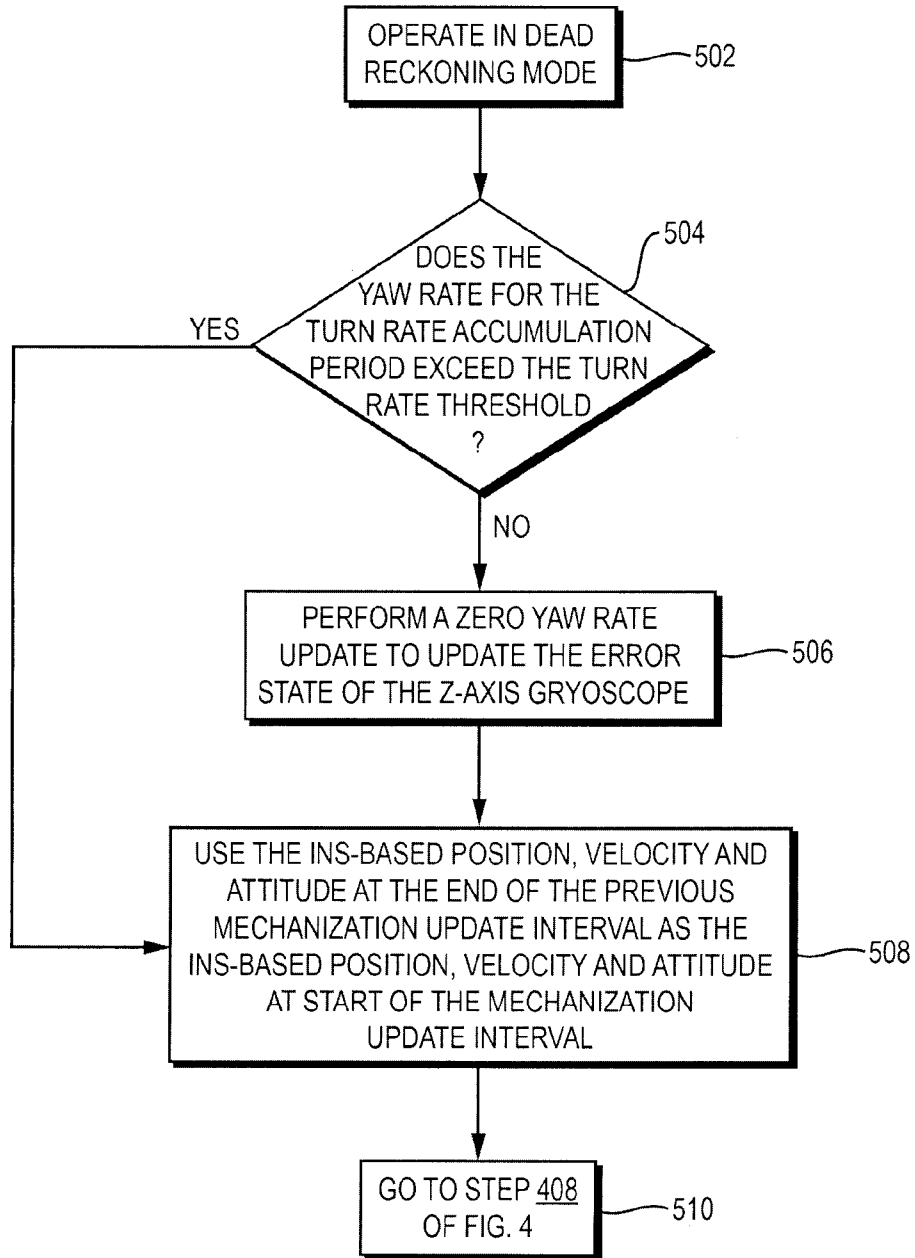 OPERATE IN DEAD
RECKONING MODE
502
504
DOES THE
YAW RATE FOR THE
TURN RATE ACCUMULATION
PERIOD EXCEED THE TURN
RATE THRESHOLD
?
YES
NO
PERFORM A ZERO YAW RATE
UPDATE TO UPDATE THE ERROR
STATE OF THE Z-AXIS GRYOSCOPE
506
USE THE INS-BASED POSITION, VELOCITY AND
ATTITUDE AT THE END OF THE PREVIOUS
MECHANIZATION UPDATE INTERVAL AS THE
INS-BASED POSITION, VELOCITY AND ATTITUDE
AT START OF THE MECHANIZATION
UPDATE INTERVAL
508
GO TO STEP 408
OF FIG. 4
510